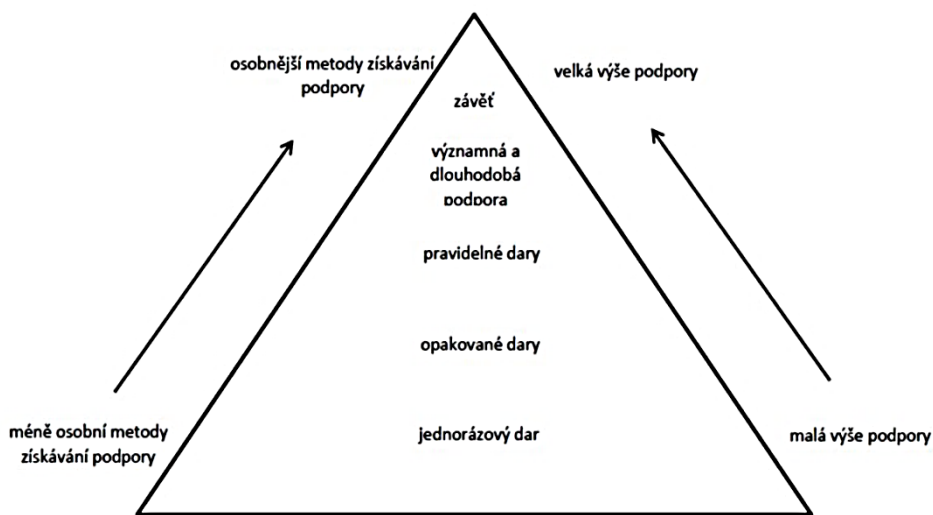 osobnější metody získávání
podpory
velká výše podpory
závěť
významná a
dlouhodobá
podpora
pravidelné dary
opakované dary
jednorázový dar
méně osobní metody
získávání podpory
malá výše podpory